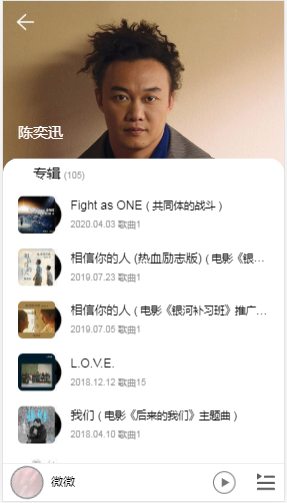 陈奕迅
专辑 (105)
Fight as ONE（共同体的战斗）
2020.04.03 歌曲1
相信你的人 (热血励志版)（电影《银...
2019.07.23 歌曲1
相信你的人（电影《银河补习班》推广...
2019.07.05 歌曲1
L.O.V.E.
2018.12.12 歌曲15
我们（电影《后来的我们》主题曲）
2018.04.10 歌曲1
微微